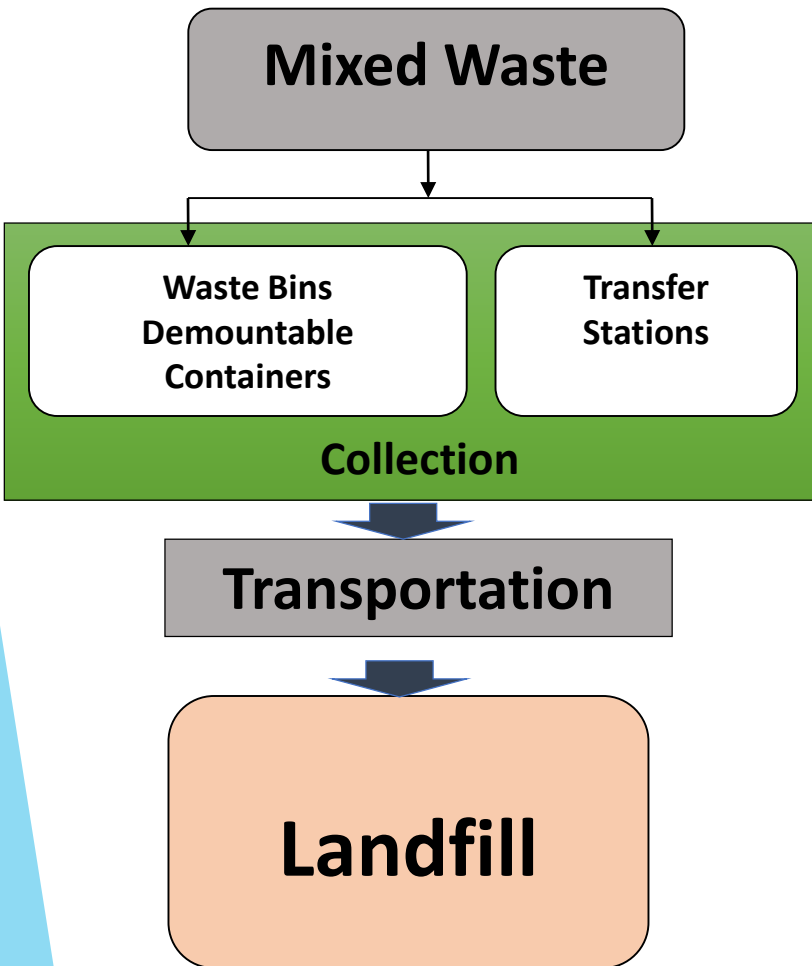 Mixed Waste
Waste Bins
Demountable
Containers
Transfer
Stations
Collection
Transportation
Landfill